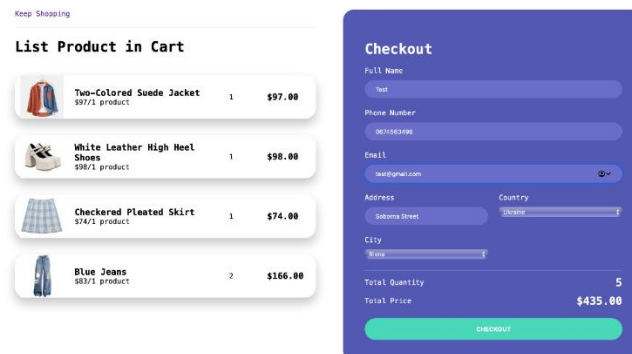 Keep Shopping
List Product in Cart
Two-Colored Suede Jacket
$97/1 product
1
$97.00
White Leather High Heel
Shoes
$98/1 product
1
$98.00
Checkered Pleated Skirt
$74/1 product
1
$74.00
Blue Jeans
$83/1 product
2
$166.00
Checkout
Full Name
Test
Phone Number
Email
test@gmail.com
Address
Country
Soborna Street
Ukraine
City
Total Quantity
5
Total Price
$435.00
CHECKOUT